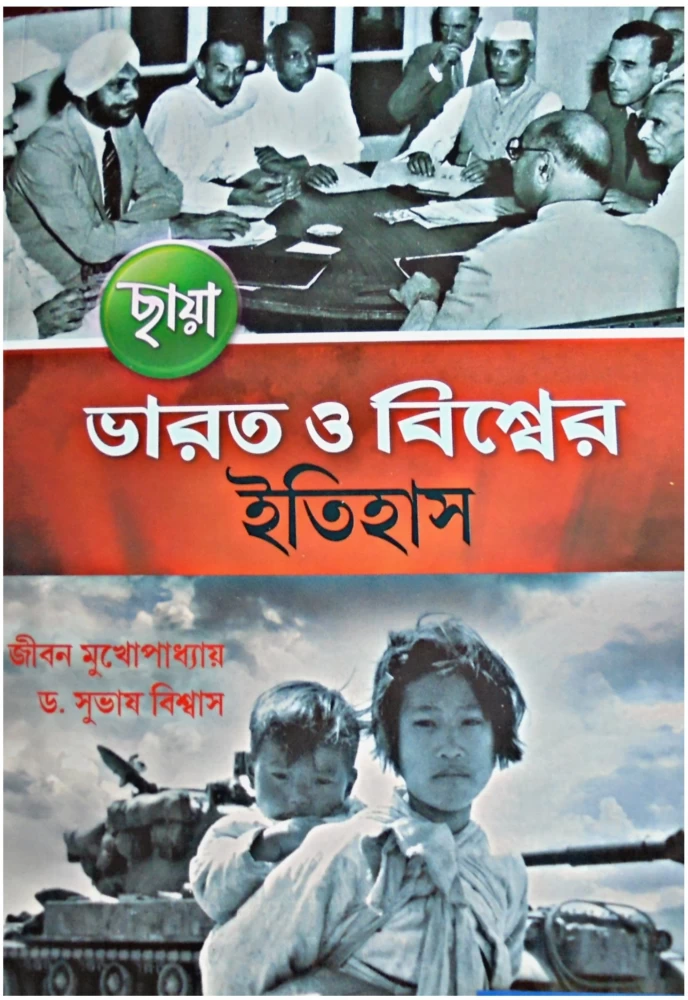 ছায়া
ভারত ও বিশ্বের
ইতিহাস
জীবন মুখোপাধ্যায়
ড. সুভাষ বিশ্বাস